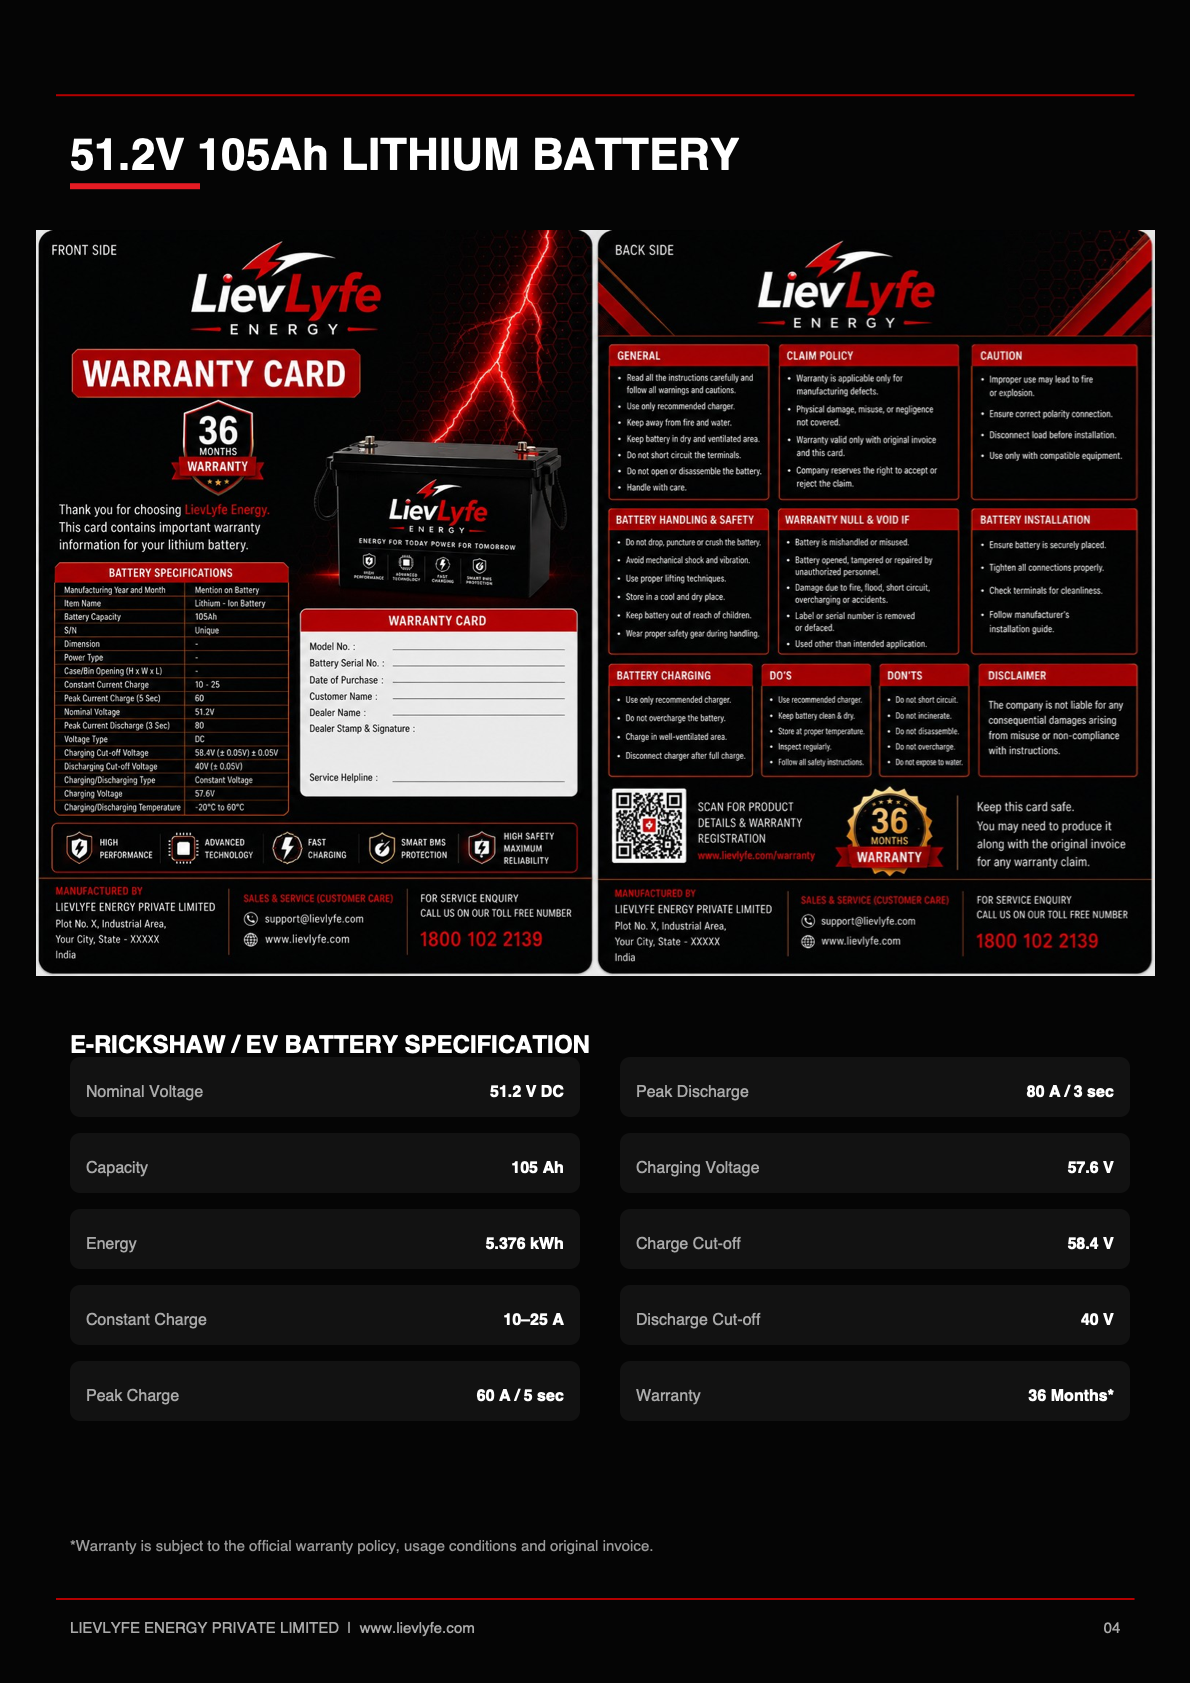 51.2V 105Ah LITHIUM BATTERY
FRONT SIDE
LievLyfe
ENERGY
WARRANTY CARD
36
MONTHS
WARRANTY
Thank you for choosing LievLyfe Energy.
This card contains important warranty
information for your lithium battery.
LievLyfe
ENERGY
ENERGY FOR TODAY POWER FOR TOMORROW
HIGH PERFORMANCE
ADVANCED TECHNOLOGY
FAST CHARGING
SMART BMS PROTECTION
BATTERY SPECIFICATIONS
Manufacturing Year and Month Mention on Battery
Item Name Lithium - Ion Battery
Battery Capacity 105Ah
S/N Unique
Dimension -
Power Type -
Case/Bin Opening (H x W x L) -
Constant Current Charge 10 - 25
Peak Current Charge (5 Sec) 60
Nominal Voltage 51.2V
Peak Current Discharge (3 Sec) 80
Voltage Type DC
Charging Cut-off Voltage 58.4V (± 0.05V) ± 0.05V
Discharging Cut-off Voltage 40V (± 0.05V)
Charging/Discharging Type Constant Voltage
Charging Voltage 57.6V
Charging/Discharging Temperature -20°C to 60°C
WARRANTY CARD
Model No. :
Battery Serial No. :
Date of Purchase :
Customer Name :
Dealer Name :
Dealer Stamp & Signature :
Service Helpline :
HIGH PERFORMANCE
ADVANCED TECHNOLOGY
FAST CHARGING
SMART BMS PROTECTION
HIGH SAFETY MAXIMUM RELIABILITY
MANUFACTURED BY
LIEVLYFE ENERGY PRIVATE LIMITED
Plot No. X, Industrial Area,
Your City, State - XXXXX
India
SALES & SERVICE (CUSTOMER CARE)
support@lievlyfe.com
www.lievlyfe.com
FOR SERVICE ENQUIRY
CALL US ON OUR TOLL FREE NUMBER
1800 102 2139
BACK SIDE
LievLyfe
ENERGY
GENERAL
• Read all the instructions carefully and
follow all warnings and cautions.
• Use only recommended charger.
• Keep away from fire and water.
• Keep battery in dry and ventilated area.
• Do not short circuit the terminals.
• Do not open or disassemble the battery.
• Handle with care.
CLAIM POLICY
• Warranty is applicable only for
manufacturing defects.
• Physical damage, misuse, or negligence
not covered.
• Warranty valid only with original invoice
and this card.
• Company reserves the right to accept or
reject the claim.
CAUTION
• Improper use may lead to fire
or explosion.
• Ensure correct polarity connection.
• Disconnect load before installation.
• Use only with compatible equipment.
BATTERY HANDLING & SAFETY
• Do not drop, puncture or crush the battery.
• Avoid mechanical shock and vibration.
• Use proper lifting techniques.
• Store in a cool and dry place.
• Keep battery out of reach of children.
• Wear proper safety gear during handling.
WARRANTY NULL & VOID IF
• Battery is mishandled or misused.
• Battery opened, tampered or repaired by
unauthorized personnel.
• Damage due to fire, flood, short circuit,
overcharging or accidents.
• Label or serial number is removed
or defaced.
• Used other than intended application.
BATTERY INSTALLATION
• Ensure battery is securely placed.
• Tighten all connections properly.
• Check terminals for cleanliness.
• Follow manufacturer's
installation guide.
BATTERY CHARGING
• Use only recommended charger.
• Do not overcharge the battery.
• Charge in well-ventilated area.
• Disconnect charger after full charge.
DO'S
• Use recommended charger.
• Keep battery clean & dry.
• Store at proper temperature.
• Inspect regularly.
• Follow all safety instructions.
DON'TS
• Do not short circuit.
• Do not incinerate.
• Do not disassemble.
• Do not overcharge.
• Do not expose to water.
DISCLAIMER
The company is not liable for any
consequential damages arising
from misuse or non-compliance
with instructions.
SCAN FOR PRODUCT
DETAILS & WARRANTY
REGISTRATION
www.lievlyfe.com/warranty
36
MONTHS
WARRANTY
Keep this card safe.
You may need to produce it
along with the original invoice
for any warranty claim.
MANUFACTURED BY
LIEVLYFE ENERGY PRIVATE LIMITED
Plot No. X, Industrial Area,
Your City, State - XXXXX
India
SALES & SERVICE (CUSTOMER CARE)
support@lievlyfe.com
www.lievlyfe.com
FOR SERVICE ENQUIRY
CALL US ON OUR TOLL FREE NUMBER
1800 102 2139
E-RICKSHAW / EV BATTERY SPECIFICATION
Nominal Voltage 51.2 V DC
Peak Discharge 80 A / 3 sec
Capacity 105 Ah
Charging Voltage 57.6 V
Energy 5.376 kWh
Charge Cut-off 58.4 V
Constant Charge 10–25 A
Discharge Cut-off 40 V
Peak Charge 60 A / 5 sec
Warranty 36 Months*
*Warranty is subject to the official warranty policy, usage conditions and original invoice.
LIEVLYFE ENERGY PRIVATE LIMITED | www.lievlyfe.com
04